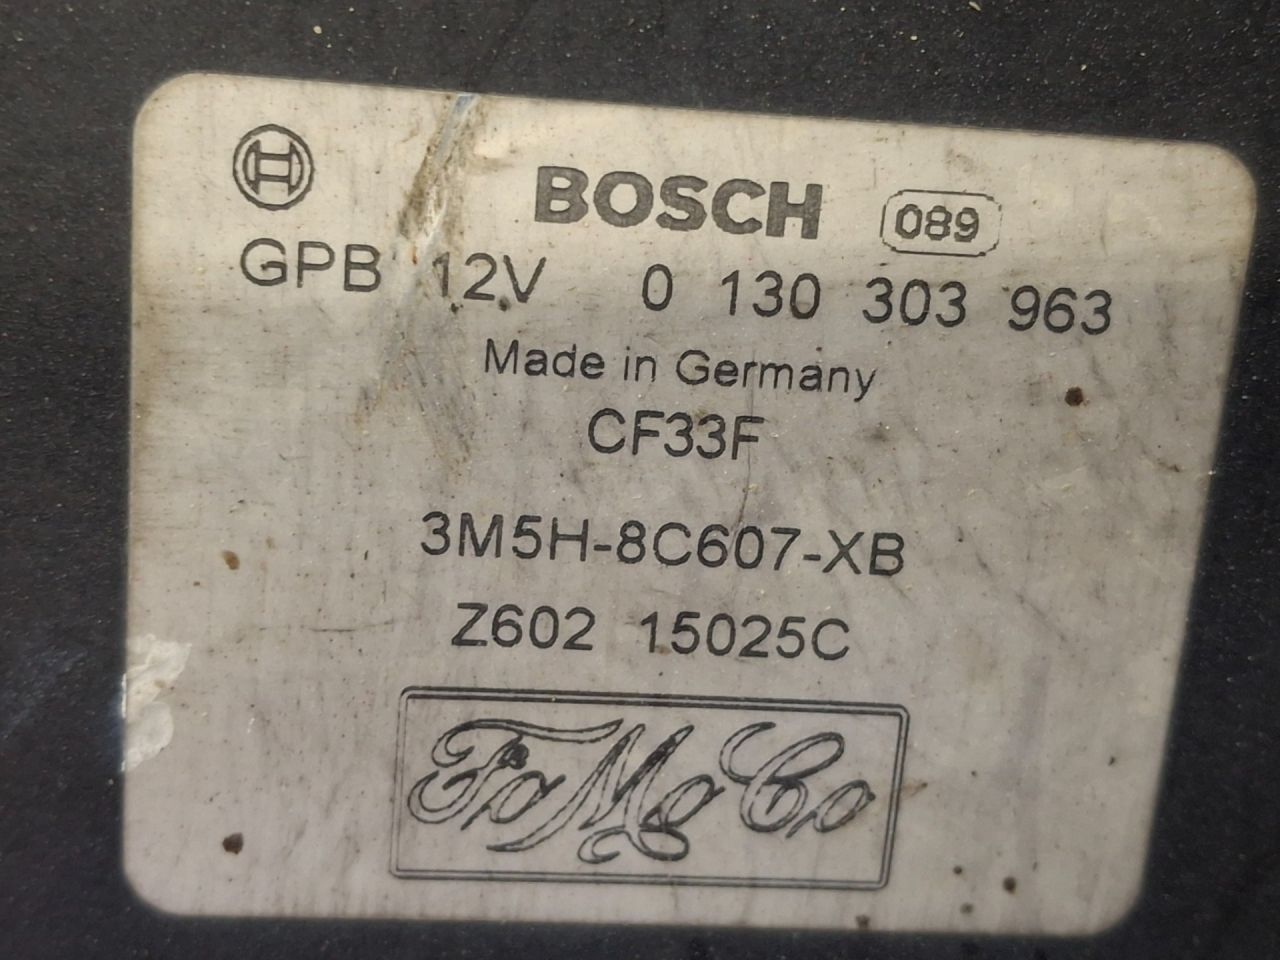 BOSCH 089
GPB 12V 0 130 303 963
Made in Germany
CF33F
3M5H-8C607-XB
Z602 15025C
FoMoCo